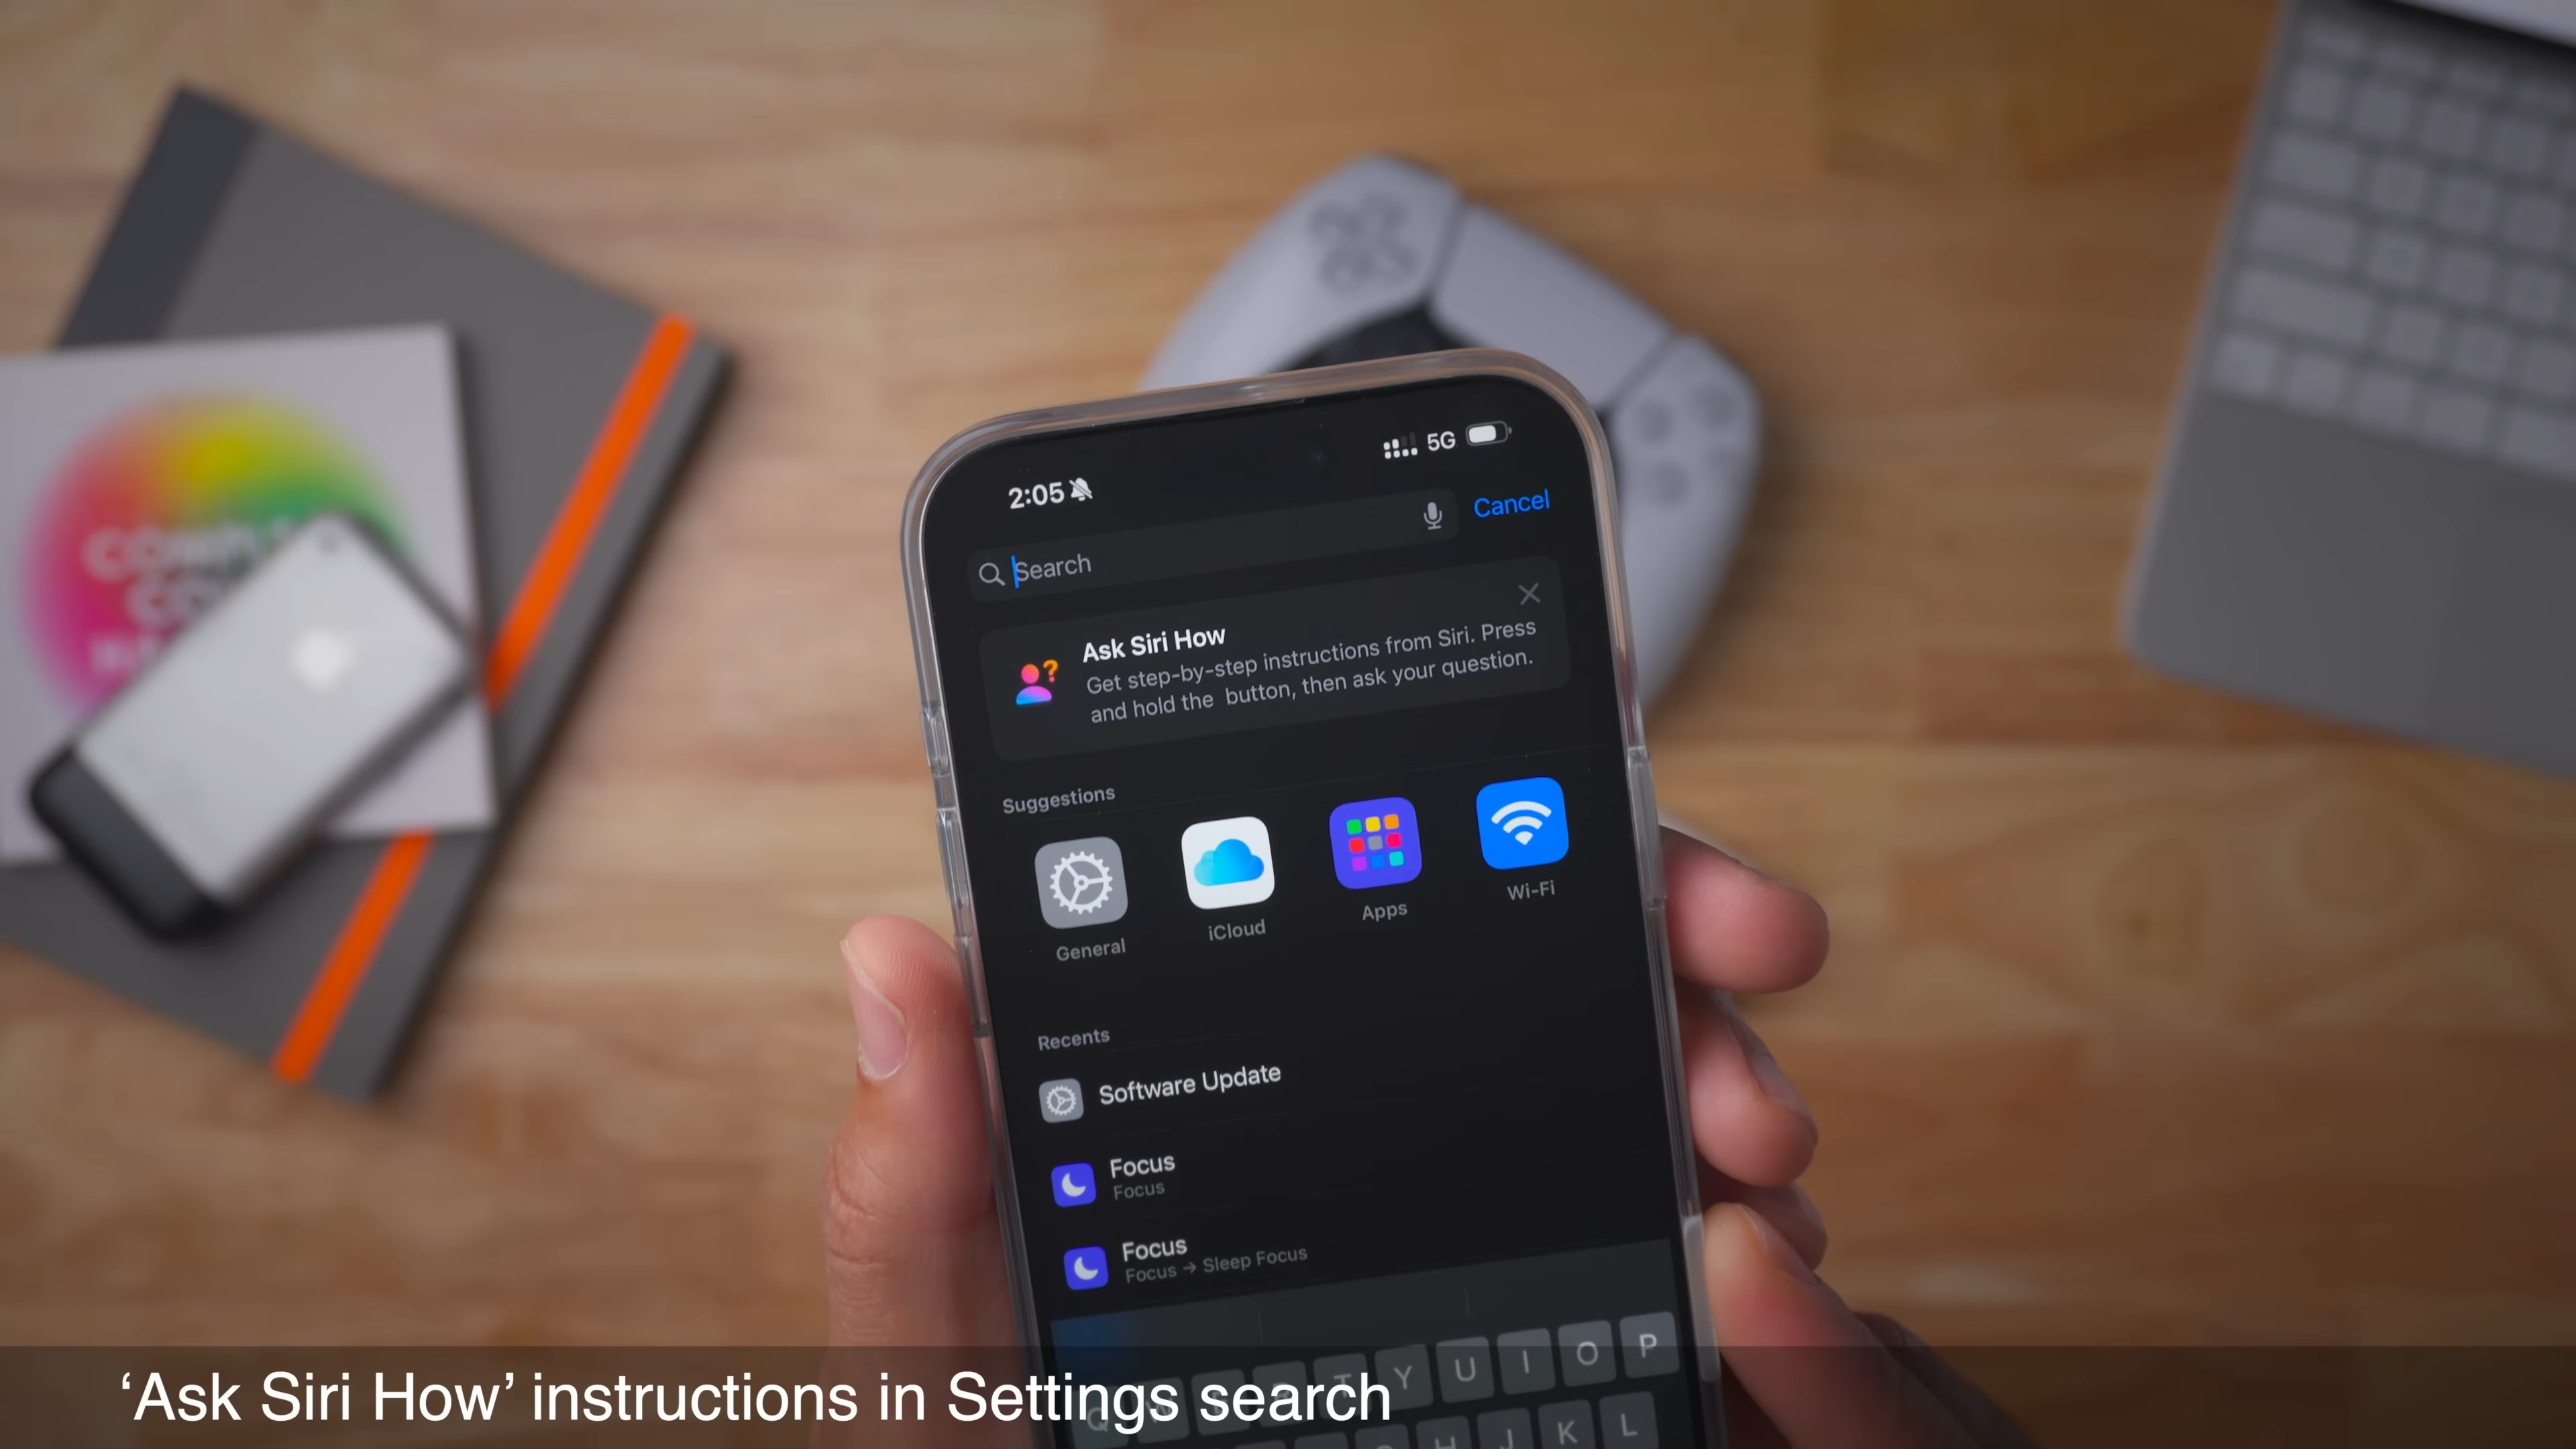 2:05
5G
Search
Cancel
Ask Siri How
Get step-by-step instructions from Siri. Press
and hold the  button, then ask your question.
Suggestions
General
iCloud
Apps
Wi-Fi
Recents
Software Update
Focus
Focus
Focus
Focus → Sleep Focus
Q T Y U I O P
H J K L
‘Ask Siri How’ instructions in Settings search